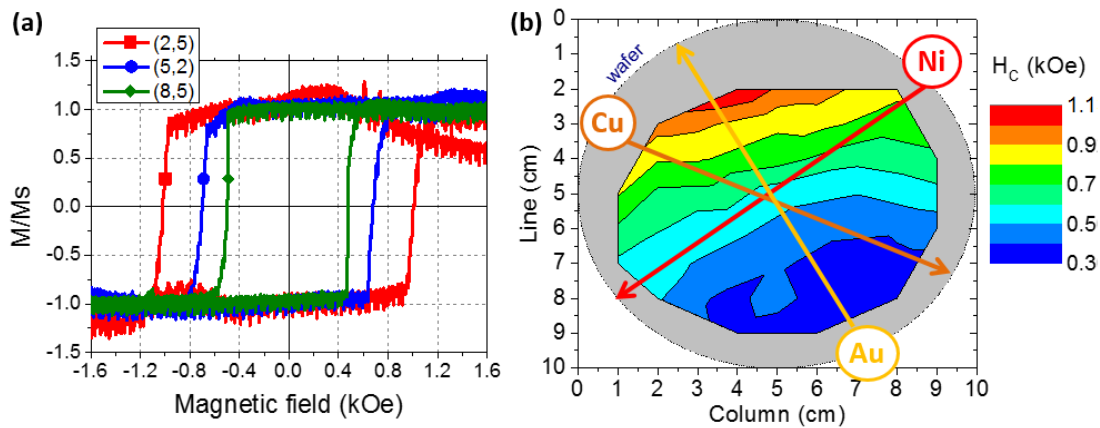 (a)
(2,5)
(5,2)
(8,5)
1.5
1.0
0.5
0.0
-0.5
-1.0
-1.5
M/Ms
-1.6 -1.2 -0.8 -0.4 0.0 0.4 0.8 1.2 1.6
Magnetic field (kOe)
(b)
0
1
2
3
4
5
6
7
8
9
10
Line (cm)
wafer
Ni
Cu
Au
0 1 2 3 4 5 6 7 8 9 10
Column (cm)
HC (kOe)
1.1
0.9
0.7
0.5
0.3